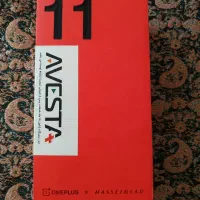 11
AVESTA+
ONEPLUS × HASSELBLAD